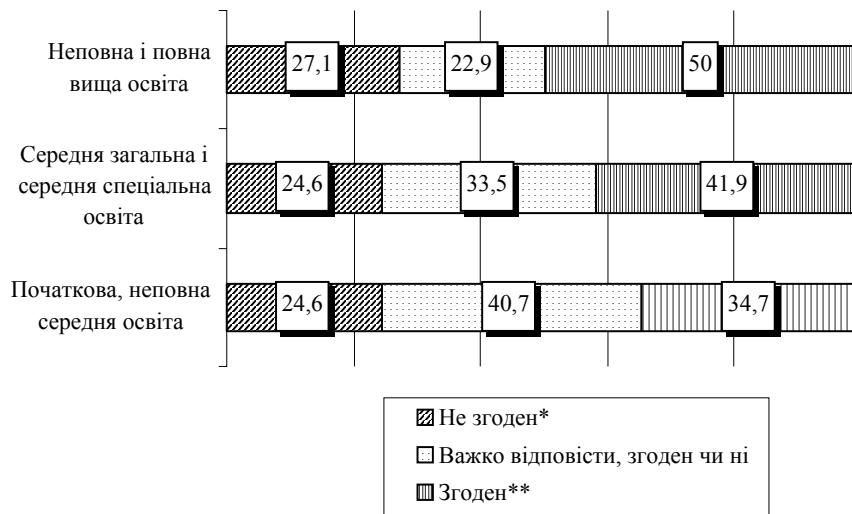 Неповна і повна
вища освіта
27,1
22,9
50
Середня загальна і
середня спеціальна
освіта
24,6
33,5
41,9
Початкова, неповна
середня освіта
24,6
40,7
34,7
Не згоден*
Важко відповісти, згоден чи ні
Згоден**